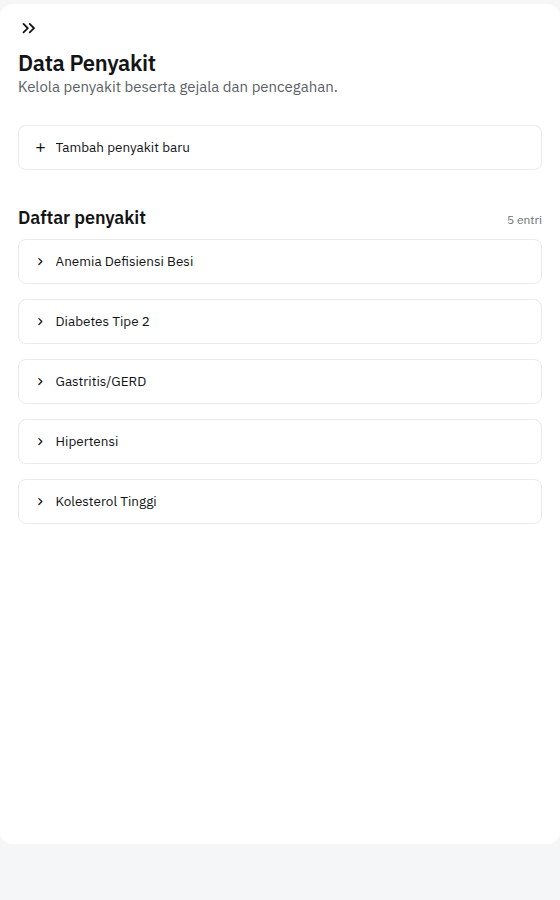 Data Penyakit
Kelola penyakit beserta gejala dan pencegahan.
Tambah penyakit baru
Daftar penyakit
5 entri
Anemia Defisiensi Besi
Diabetes Tipe 2
Gastritis/GERD
Hipertensi
Kolesterol Tinggi